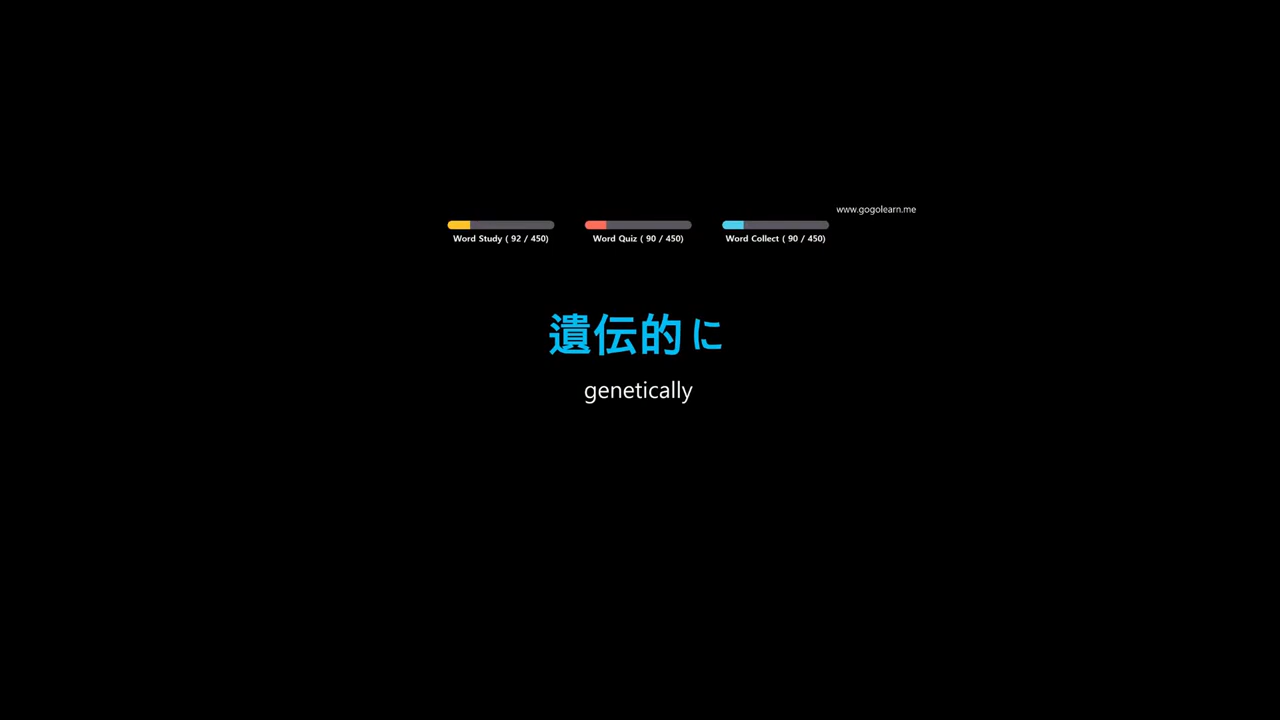 www.gogolearn.me
Word Study ( 92 / 450)
Word Quiz ( 90 / 450)
Word Collect ( 90 / 450)
遺伝的に
genetically